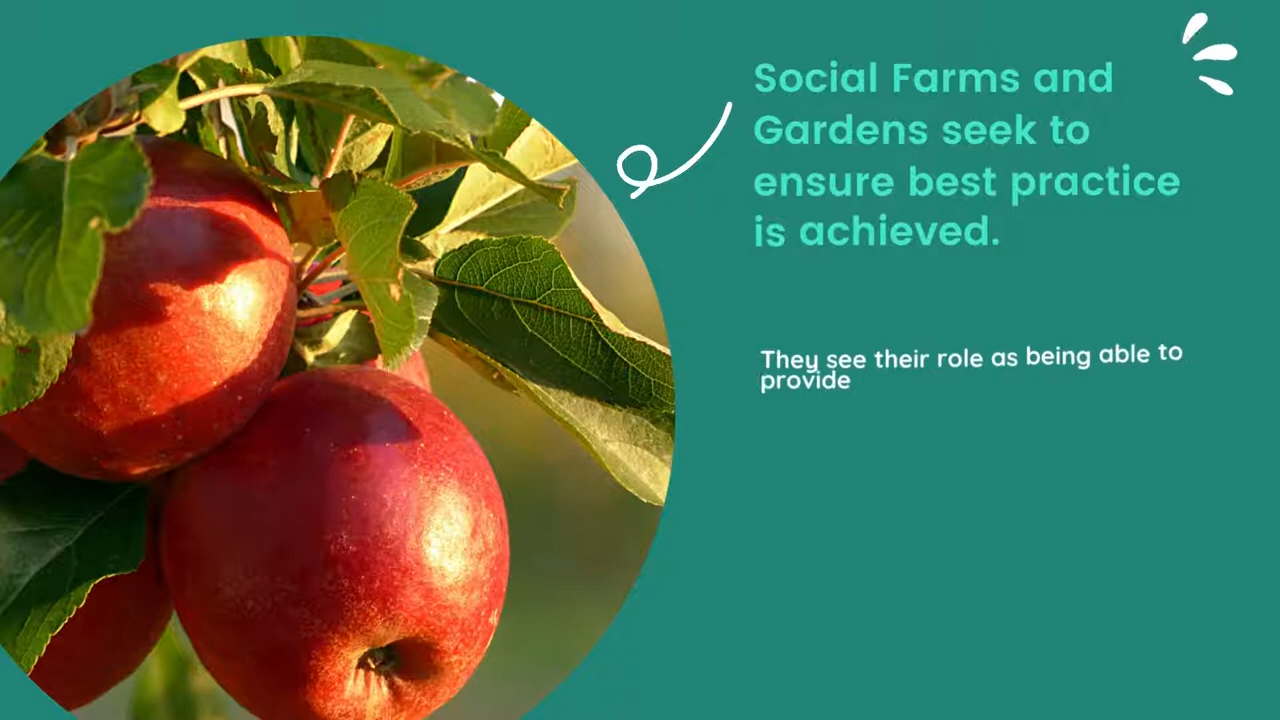 Social Farms and
Gardens seek to
ensure best practice
is achieved.
They see their role as being able to
provide